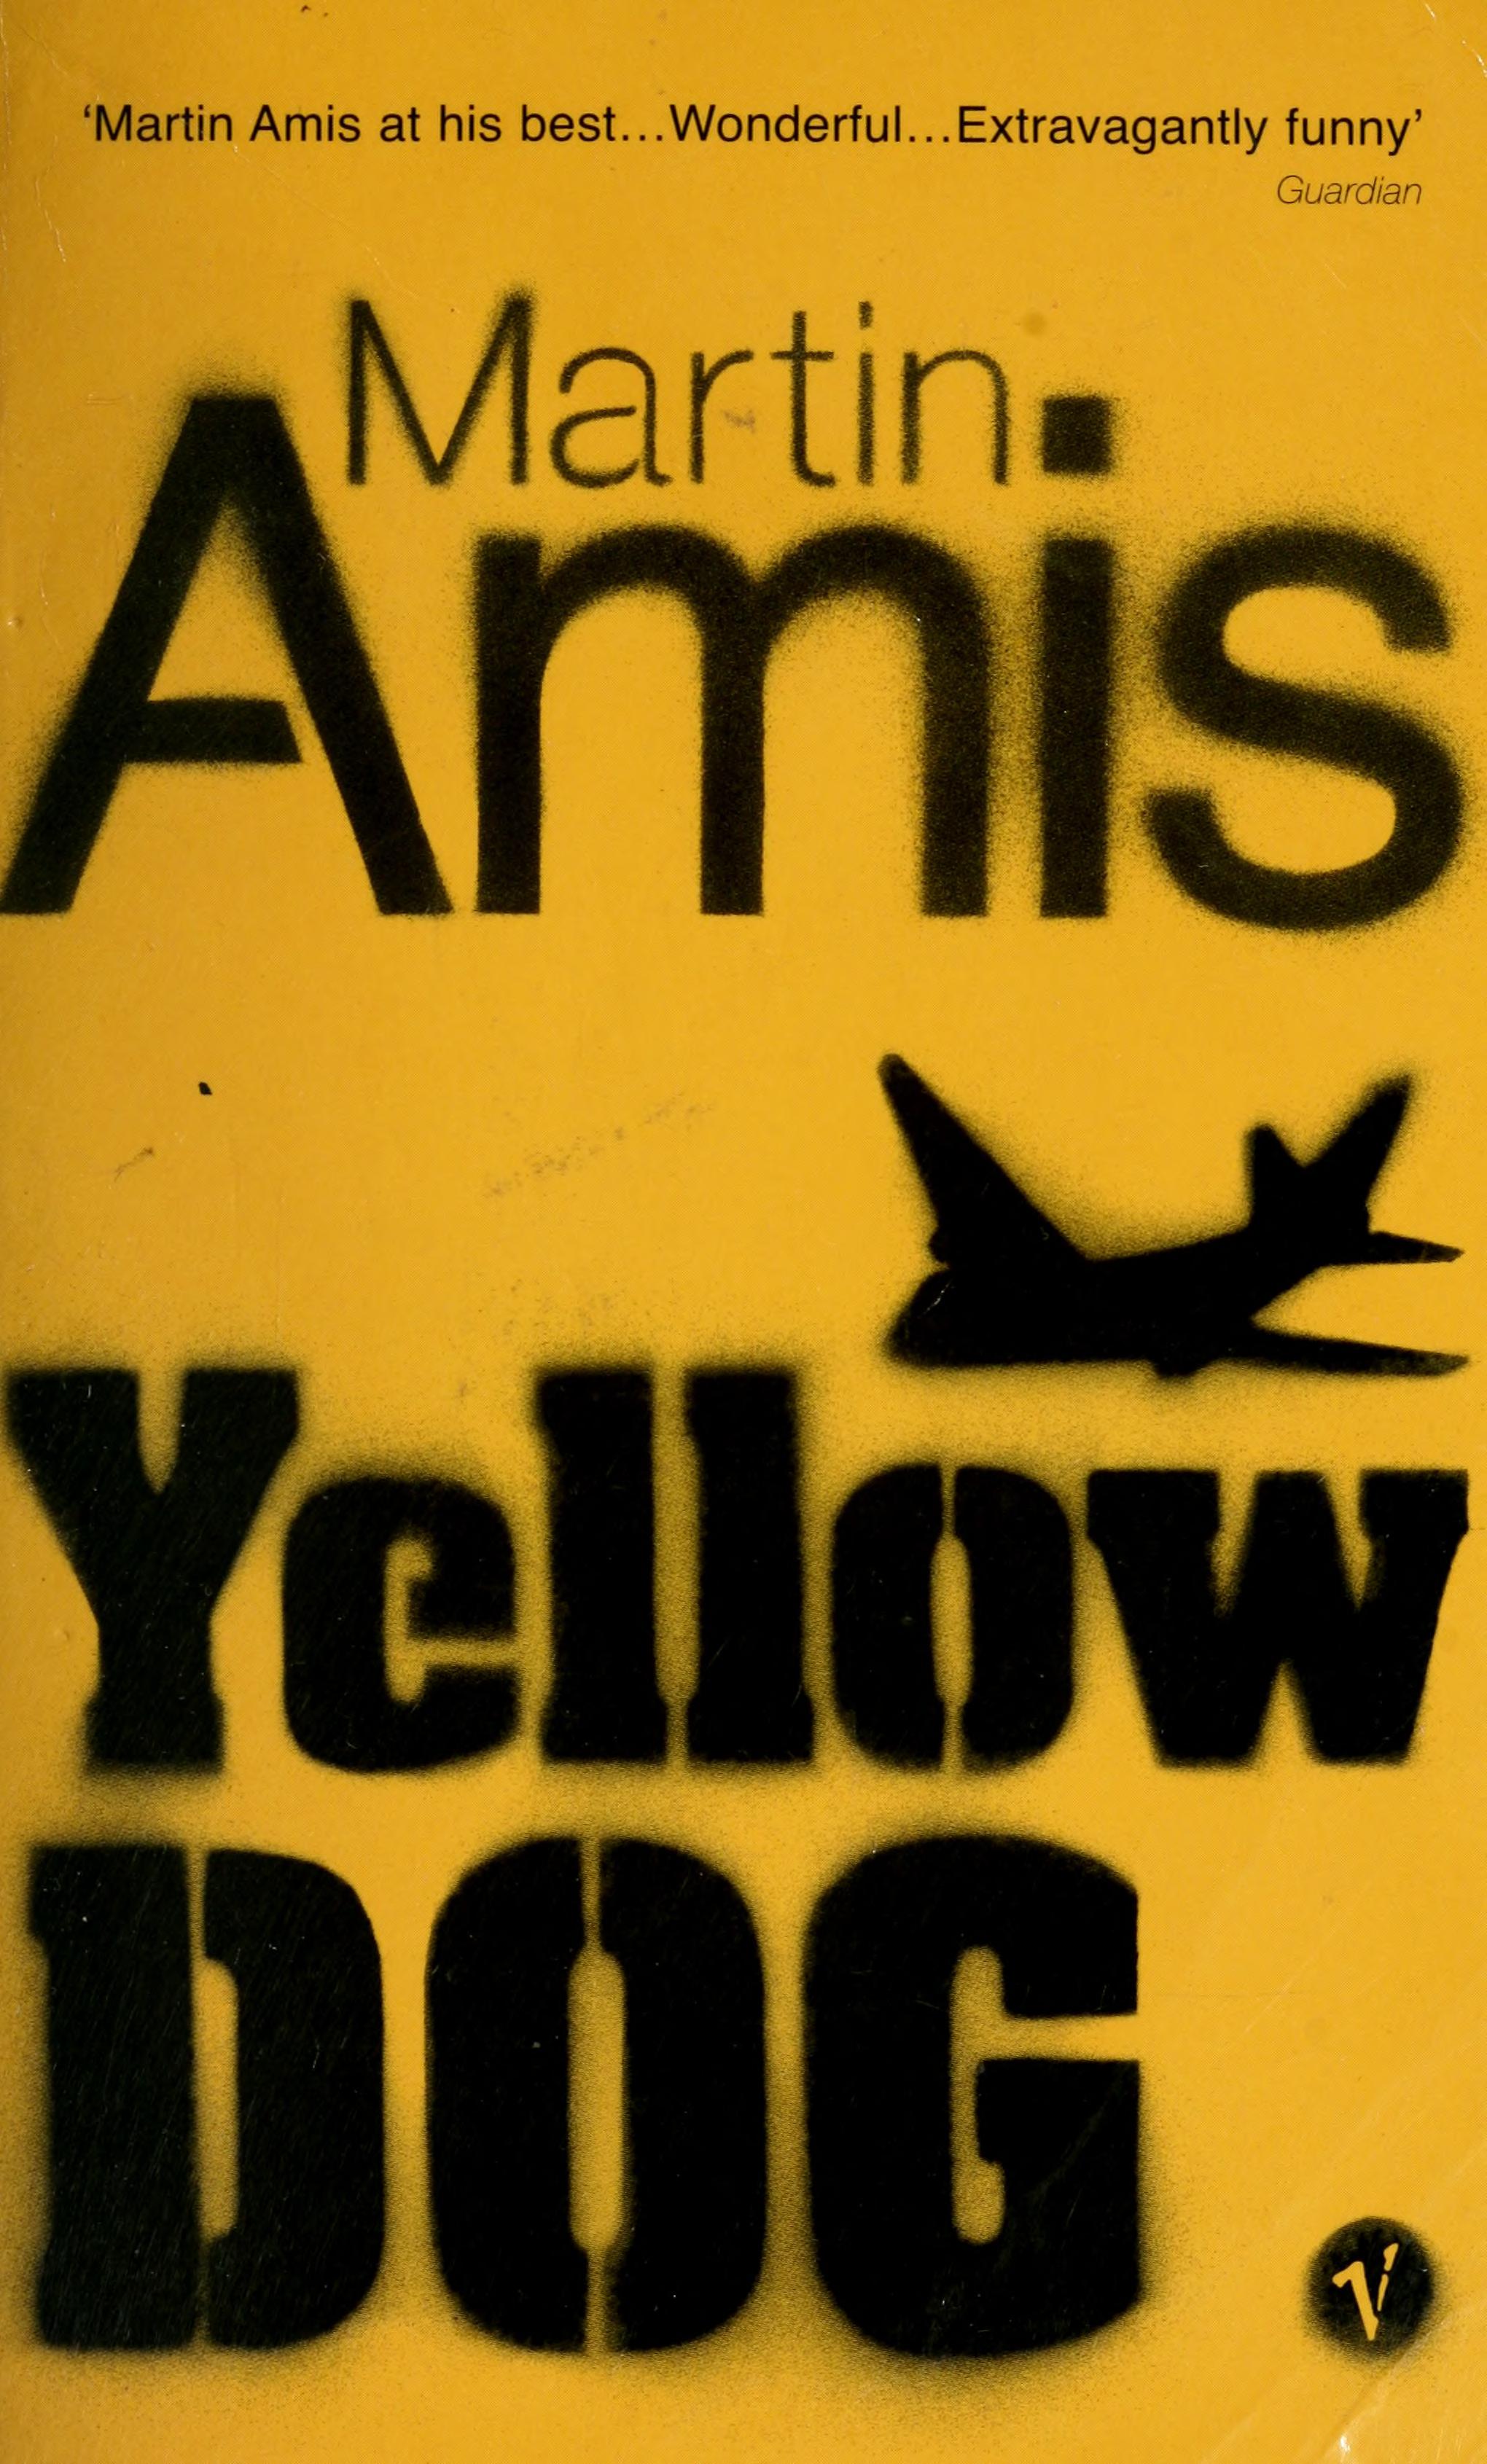 ‘Martin Amis at his best...Wonderful...Extravagantly funny’
Guardian
Martin
Amis
Yellow
DOG
V